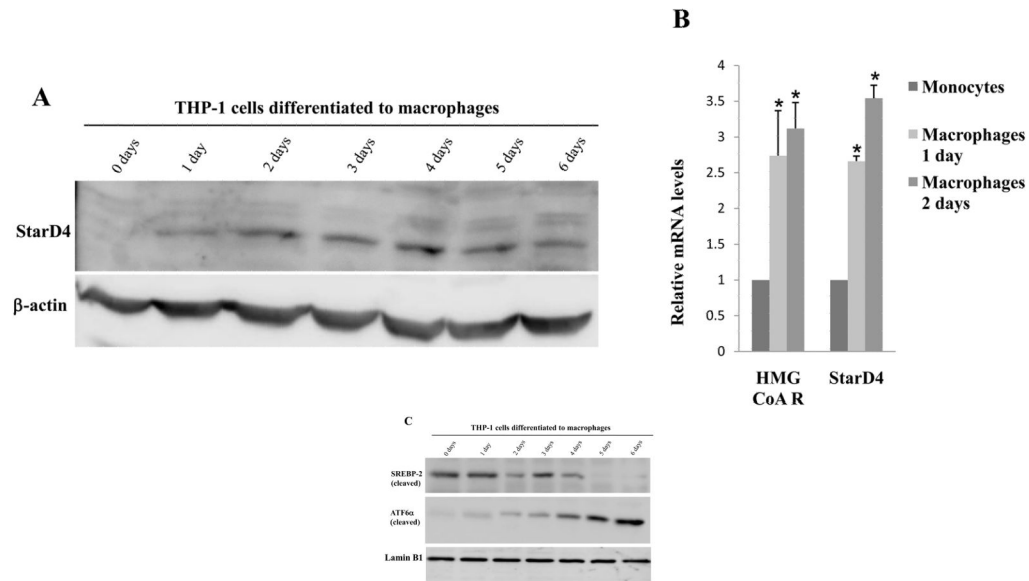 A
THP-1 cells differentiated to macrophages
0 days
1 day
2 days
3 days
4 days
5 days
6 days
StarD4
β-actin
B
Relative mRNA levels
4
3.5
3
2.5
2
1.5
1
0.5
0
* *
* *
HMG
CoA R
StarD4
Monocytes
Macrophages
1 day
Macrophages
2 days
C
THP-1 cells differentiated to macrophages
0 days
1 day
2 days
3 days
4 days
5 days
6 days
SREBP-2
(cleaved)
ATF6α
(cleaved)
Lamin B1